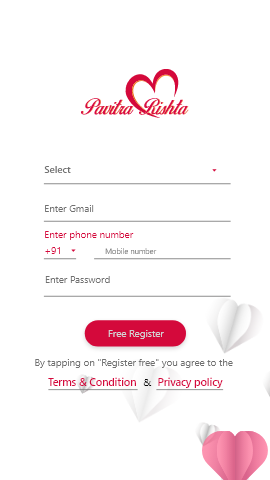 Pavitra Rishta
Select
Enter Gmail
Enter phone number
+91 Mobile number
Enter Password
Free Register
By tapping on "Register free" you agree to the
Terms & Condition & Privacy policy